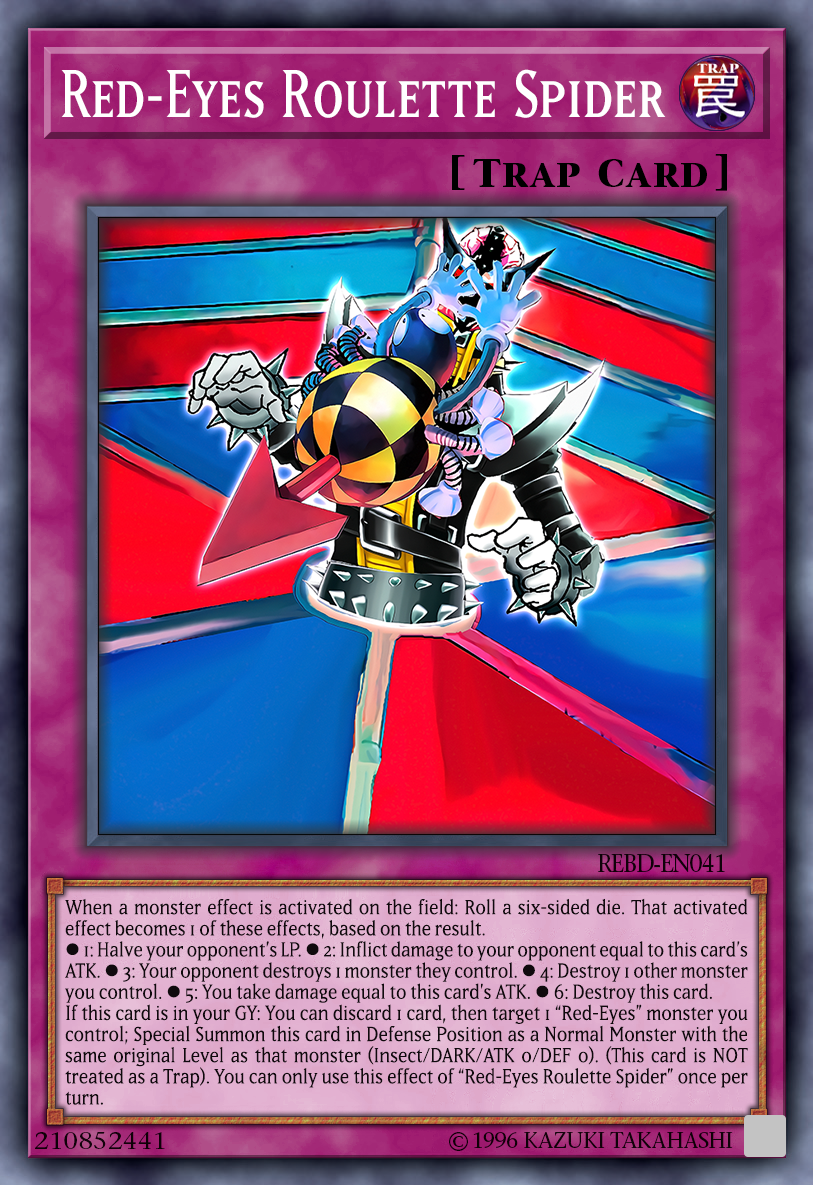 Red-Eyes Roulette Spider
TRAP
罠
[Trap Card]
REBD-EN041
When a monster effect is activated on the field: Roll a six-sided die. That activated
effect becomes 1 of these effects, based on the result.
● 1: Halve your opponent's LP. ● 2: Inflict damage to your opponent equal to this card's
ATK. ● 3: Your opponent destroys 1 monster they control. ● 4: Destroy 1 other monster
you control. ● 5: You take damage equal to this card's ATK. ● 6: Destroy this card.
If this card is in your GY: You can discard 1 card, then target 1 “Red-Eyes” monster you
control; Special Summon this card in Defense Position as a Normal Monster with the
same original Level as that monster (Insect/DARK/ATK 0/DEF 0). (This card is NOT
treated as a Trap). You can only use this effect of “Red-Eyes Roulette Spider” once per
turn.
210852441
© 1996 KAZUKI TAKAHASHI